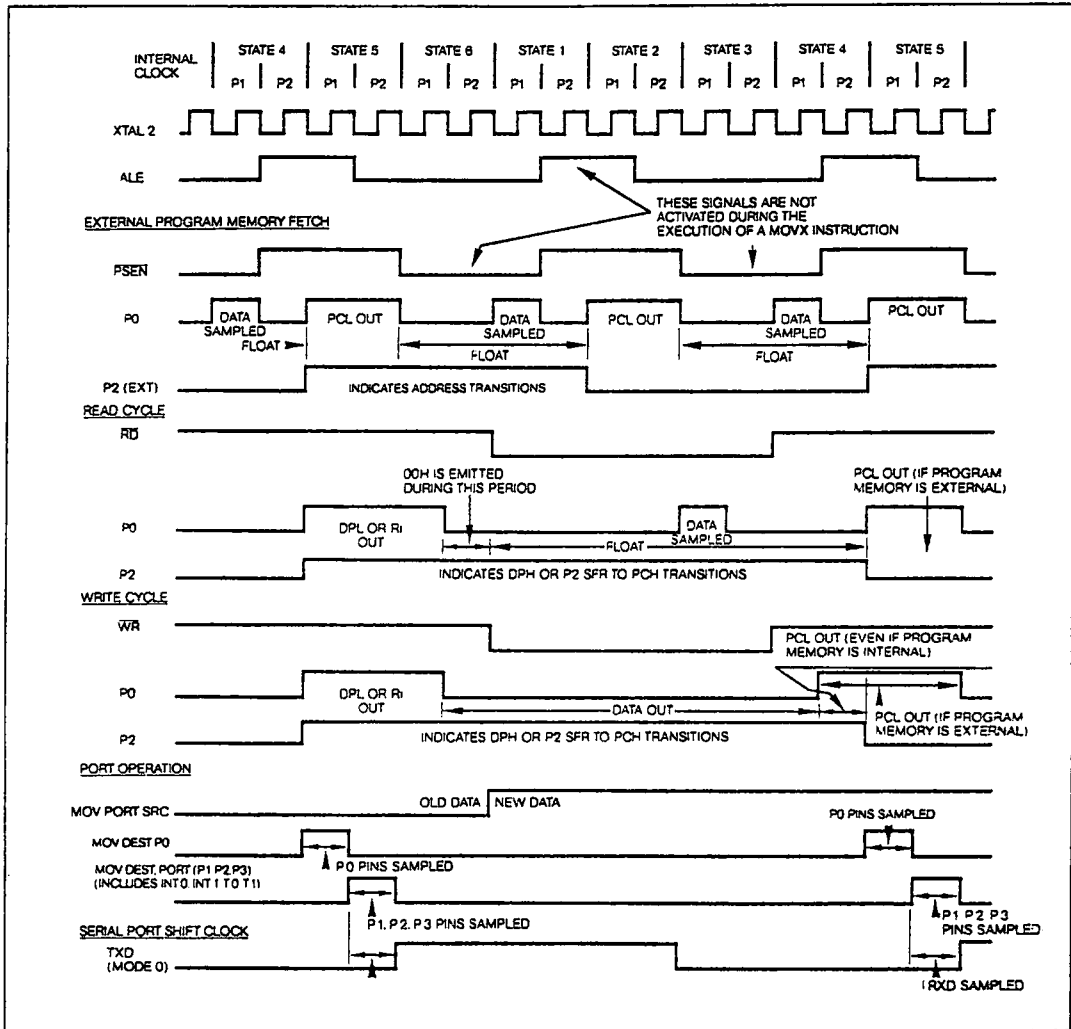 INTERNAL CLOCK
STATE 4 STATE 5 STATE 6 STATE 1 STATE 2 STATE 3 STATE 4 STATE 5
P1 P2 P1 P2 P1 P2 P1 P2 P1 P2 P1 P2 P1 P2 P1 P2
XTAL 2
ALE
THESE SIGNALS ARE NOT
ACTIVATED DURING THE
EXECUTION OF A MOVX INSTRUCTION
EXTERNAL PROGRAM MEMORY FETCH
PSEN
P0
DATA SAMPLED
PCL OUT
DATA SAMPLED
PCL OUT
DATA SAMPLED
PCL OUT
FLOAT
FLOAT
FLOAT
P2 (EXT)
INDICATES ADDRESS TRANSITIONS
READ CYCLE
RD
00H IS EMITTED
DURING THIS PERIOD
PCL OUT (IF PROGRAM
MEMORY IS EXTERNAL)
P0
DPL OR Ri
OUT
DATA SAMPLED
FLOAT
P2
INDICATES DPH OR P2 SFR TO PCH TRANSITIONS
WRITE CYCLE
WR
PCL OUT (EVEN IF PROGRAM
MEMORY IS INTERNAL)
P0
DPL OR Ri
OUT
DATA OUT
PCL OUT (IF PROGRAM
MEMORY IS EXTERNAL)
P2
INDICATES DPH OR P2 SFR TO PCH TRANSITIONS
PORT OPERATION
MOV PORT SRC
OLD DATA NEW DATA
P0 PINS SAMPLED
MOV DEST P0
P0 PINS SAMPLED
MOV DEST, PORT (P1 P2, P3)
(INCLUDES INT 0. INT 1 T 0 T 1)
P1, P2, P3 PINS SAMPLED
P1 P2 P3
PINS SAMPLED
SERIAL PORT SHIFT CLOCK
TXD
(MODE 0)
RXD SAMPLED